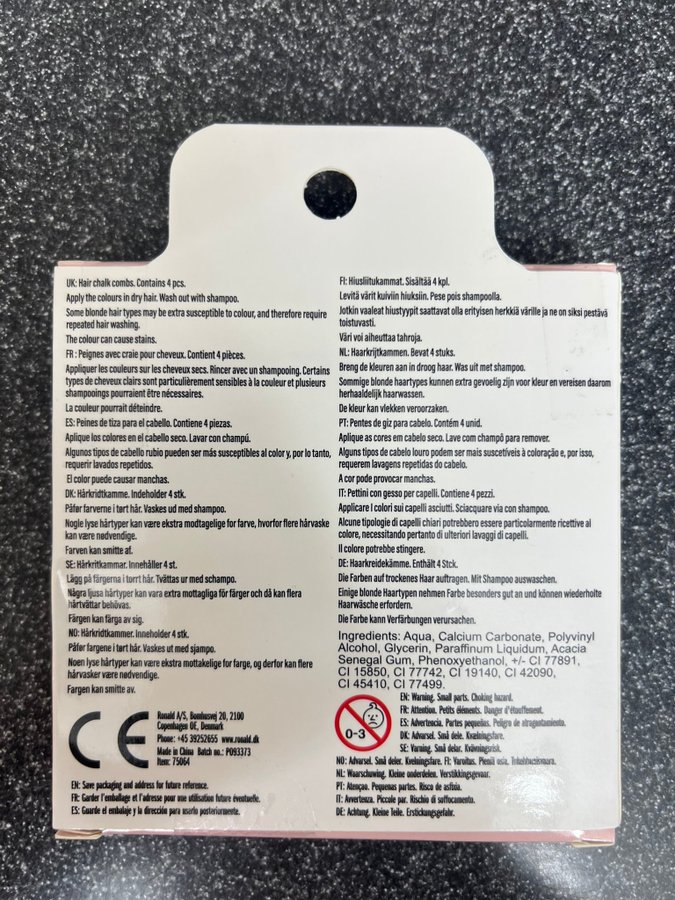 UK: Hair chalk combs. Contains 4 pcs.
Apply the colours in dry hair. Wash out with shampoo.
Some blonde hair types may be extra susceptible to colour, and therefore require
repeated hair washing.
The colour can cause stains.
FR : Peignes avec craie pour cheveux. Contient 4 pièces.
Appliquer les couleurs sur les cheveux secs. Rincer avec un shampooing. Certains
types de cheveux clairs sont particulièrement sensibles à la couleur et plusieurs
shampooings pourraient être nécessaires.
La couleur pourrait déteindre.
ES: Peines de tiza para el cabello. Contiene 4 piezas.
Aplique los colores en el cabello seco. Lavar con champú.
Algunos tipos de cabello rubio pueden ser más susceptibles al color y, por lo tanto,
requerir lavados repetidos.
El color puede causar manchas.
DK: Hårkridtkamme. Indeholder 4 stk.
Påfør farverne i tørt hår. Vaskes ud med shampoo.
Nogle lyse hårtyper kan være ekstra modtagelige for farve, hvorfor flere hårvaske
kan være nødvendige.
Farven kan smitte af.
SE: Hårkritkammar. Innehåller 4 st.
Lägg på färgerna i torrt hår. Tvättas ur med schampo.
Några ljusa hårtyper kan vara extra mottagliga för färger och då kan flera
hårtvättar behövas.
Färgen kan färga av sig.
NO: Hårkridtkammer. Inneholder 4 stk.
Påfør fargene i tørt hår. Vaskes ut med sjampo.
Noen lyse hårtyper kan være ekstra mottakelige for farge, og derfor kan flere
hårvasker være nødvendige.
Fargen kan smitte av.
CE
Ronald A/S, Bomhusvej 20, 2100
Copenhagen OE, Denmark
Phone: +45 39252655 www.ronald.dk
Made in China Batch no.: PO93373
Item: 75064
EN: Save packaging and address for future reference.
FR: Garder l'emballage et l'adresse pour une utilisation future éventuelle.
ES: Guarde el embalaje y la dirección para usarlo posteriormente.
FI: Hiusliitukammat. Sisältää 4 kpl.
Levitä värit kuiviin hiuksiin. Pese pois shampoolla.
Jotkin vaaleat hiustyypit saattavat olla erityisen herkkiä värille ja ne on siksi pestävä
toistuvasti.
Väri voi aiheuttaa tahroja.
NL: Haarkrijtkammen. Bevat 4 stuks.
Breng de kleuren aan in droog haar. Was uit met shampoo.
Sommige blonde haartypes kunnen extra gevoelig zijn voor kleur en vereisen daarom
herhaaldelijk haarwassen.
De kleur kan vlekken veroorzaken.
PT: Pentes de giz para cabelo. Contém 4 unid.
Aplique as cores em cabelo seco. Lave com champô para remover.
Alguns tipos de cabelo louro podem ser mais suscetíveis à coloração e, por isso,
requerem lavagens repetidas do cabelo.
A cor pode provocar manchas.
IT: Pettini con gesso per capelli. Contiene 4 pezzi.
Applicare I colori sui capelli asciutti. Sciacquare via con shampoo.
Alcune tipologie di capelli chiari potrebbero essere particolarmente ricettive al
colore, necessitando pertanto di ulteriori lavaggi di capelli.
Il colore potrebbe stingere.
DE: Haarkreidekämme. Enthält 4 Stck.
Die Farben auf trockenes Haar auftragen. Mit Shampoo auswaschen.
Einige blonde Haartypen nehmen Farbe besonders gut an und können wiederholte
Haarwäsche erfordern.
Die Farbe kann Verfärbungen verursachen.
Ingredients: Aqua, Calcium Carbonate, Polyvinyl
Alcohol, Glycerin, Paraffinum Liquidum, Acacia
Senegal Gum, Phenoxyethanol, +/- CI 77891,
CI 15850, CI 77742, CI 19140, CI 42090,
CI 45410, CI 77499.
0-3
EN: Warning. Small parts. Choking hazard.
FR: Attention. Petits éléments. Danger d'étouffement.
ES: Advertencia. Partes pequeñas. Peligro de atragantamiento.
DK: Advarsel. Små dele. Kvælningsfare.
SE: Varning. Små delar. Kvävningsrisk.
NO: Advarsel. Små deler. Kvelningsfare. FI: Varoitus. Pieniä osia. Tukehtumisvaara.
NL: Waarschuwing. Kleine onderdelen. Verstikkingsgevaar.
PT: Atençao. Pequenas partes. Risco de asfitia.
IT: Avvertenza. Piccole par. Rischio di soffocamento.
DE: Achtung. Kleine Teile. Erstickungsgefahr.